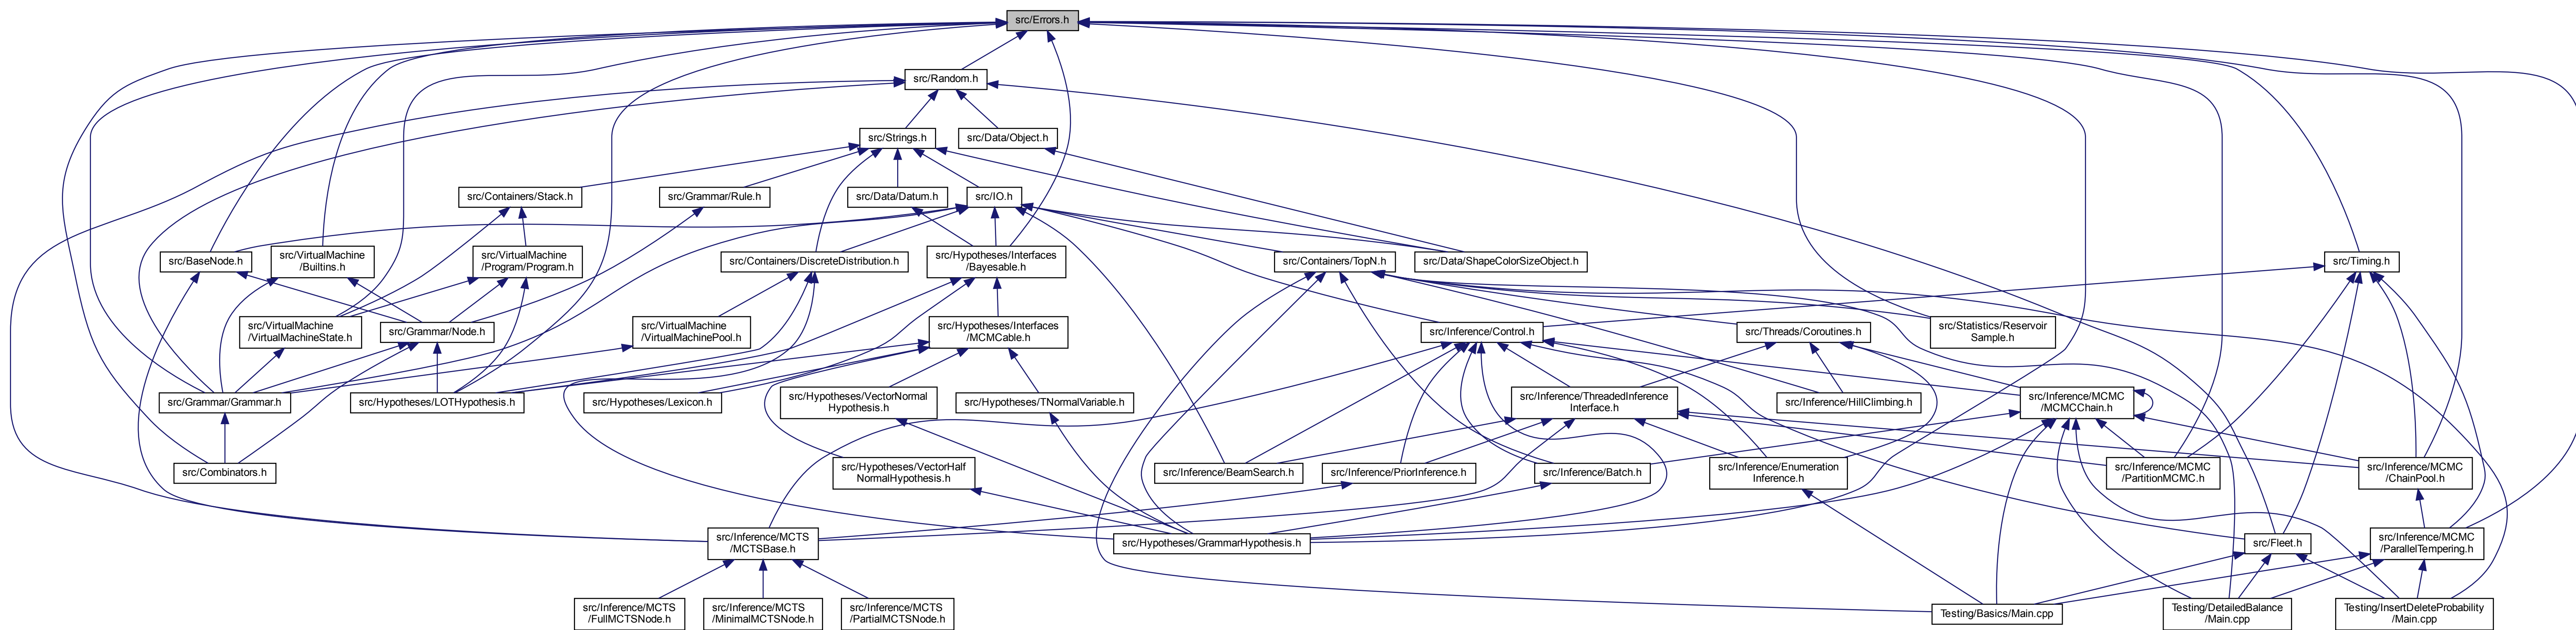 src/Errors.h
src/Random.h
src/Strings.h
src/Data/Object.h
src/Containers/Stack.h
src/Grammar/Rule.h
src/Data/Datum.h
src/IO.h
src/BaseNode.h
src/VirtualMachine
/Builtins.h
src/VirtualMachine
/Program/Program.h
src/Containers/DiscreteDistribution.h
src/Hypotheses/Interfaces
/Bayesable.h
src/Containers/TopN.h
src/Data/ShapeColorSizeObject.h
src/Timing.h
src/VirtualMachine
/VirtualMachineState.h
src/Grammar/Node.h
src/VirtualMachine
/VirtualMachinePool.h
src/Hypotheses/Interfaces
/MCMCable.h
src/Inference/Control.h
src/Threads/Coroutines.h
src/Statistics/Reservoir
Sample.h
src/Grammar/Grammar.h
src/Hypotheses/LOTHypothesis.h
src/Hypotheses/Lexicon.h
src/Hypotheses/VectorNormal
Hypothesis.h
src/Hypotheses/TNormalVariable.h
src/Inference/ThreadedInference
Interface.h
src/Inference/HillClimbing.h
src/Inference/MCMC
/MCMCChain.h
src/Combinators.h
src/Hypotheses/VectorHalf
NormalHypothesis.h
src/Inference/BeamSearch.h
src/Inference/PriorInference.h
src/Inference/Batch.h
src/Inference/Enumeration
Inference.h
src/Inference/MCMC
/PartitionMCMC.h
src/Inference/MCMC
/ChainPool.h
src/Inference/MCTS
/MCTSBase.h
src/Hypotheses/GrammarHypothesis.h
src/Fleet.h
src/Inference/MCMC
/ParallelTempering.h
src/Inference/MCTS
/FullMCTSNode.h
src/Inference/MCTS
/MinimalMCTSNode.h
src/Inference/MCTS
/PartialMCTSNode.h
Testing/Basics/Main.cpp
Testing/DetailedBalance
/Main.cpp
Testing/InsertDeleteProbability
/Main.cpp